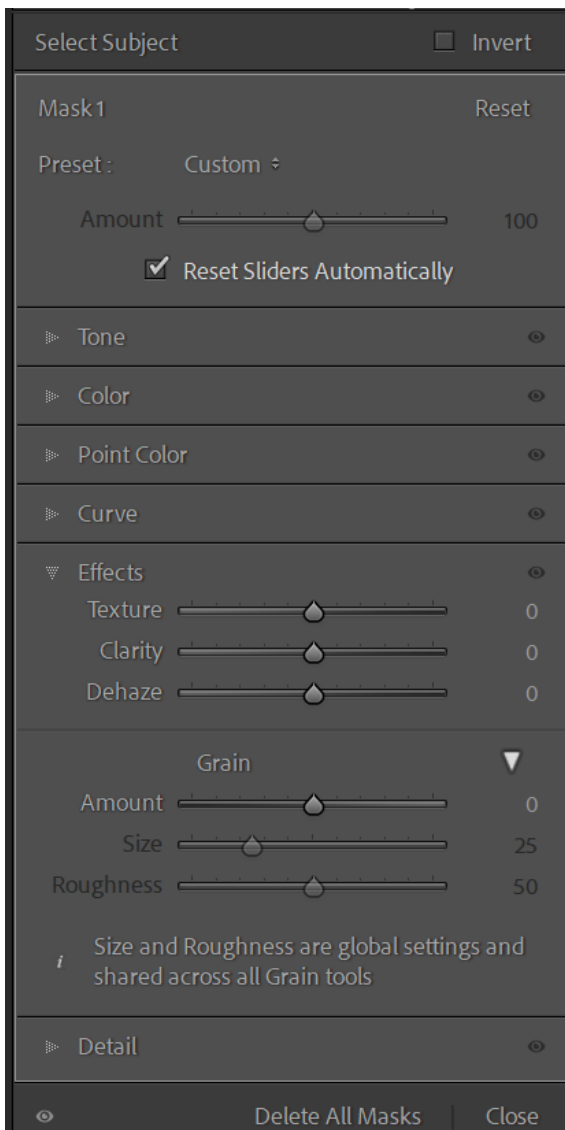 Select Subject Invert
Mask 1 Reset
Preset : Custom
Amount 100
Reset Sliders Automatically
Tone
Color
Point Color
Curve
Effects
Texture 0
Clarity 0
Dehaze 0
Grain
Amount 0
Size 25
Roughness 50
i Size and Roughness are global settings and
shared across all Grain tools
Detail
Delete All Masks Close